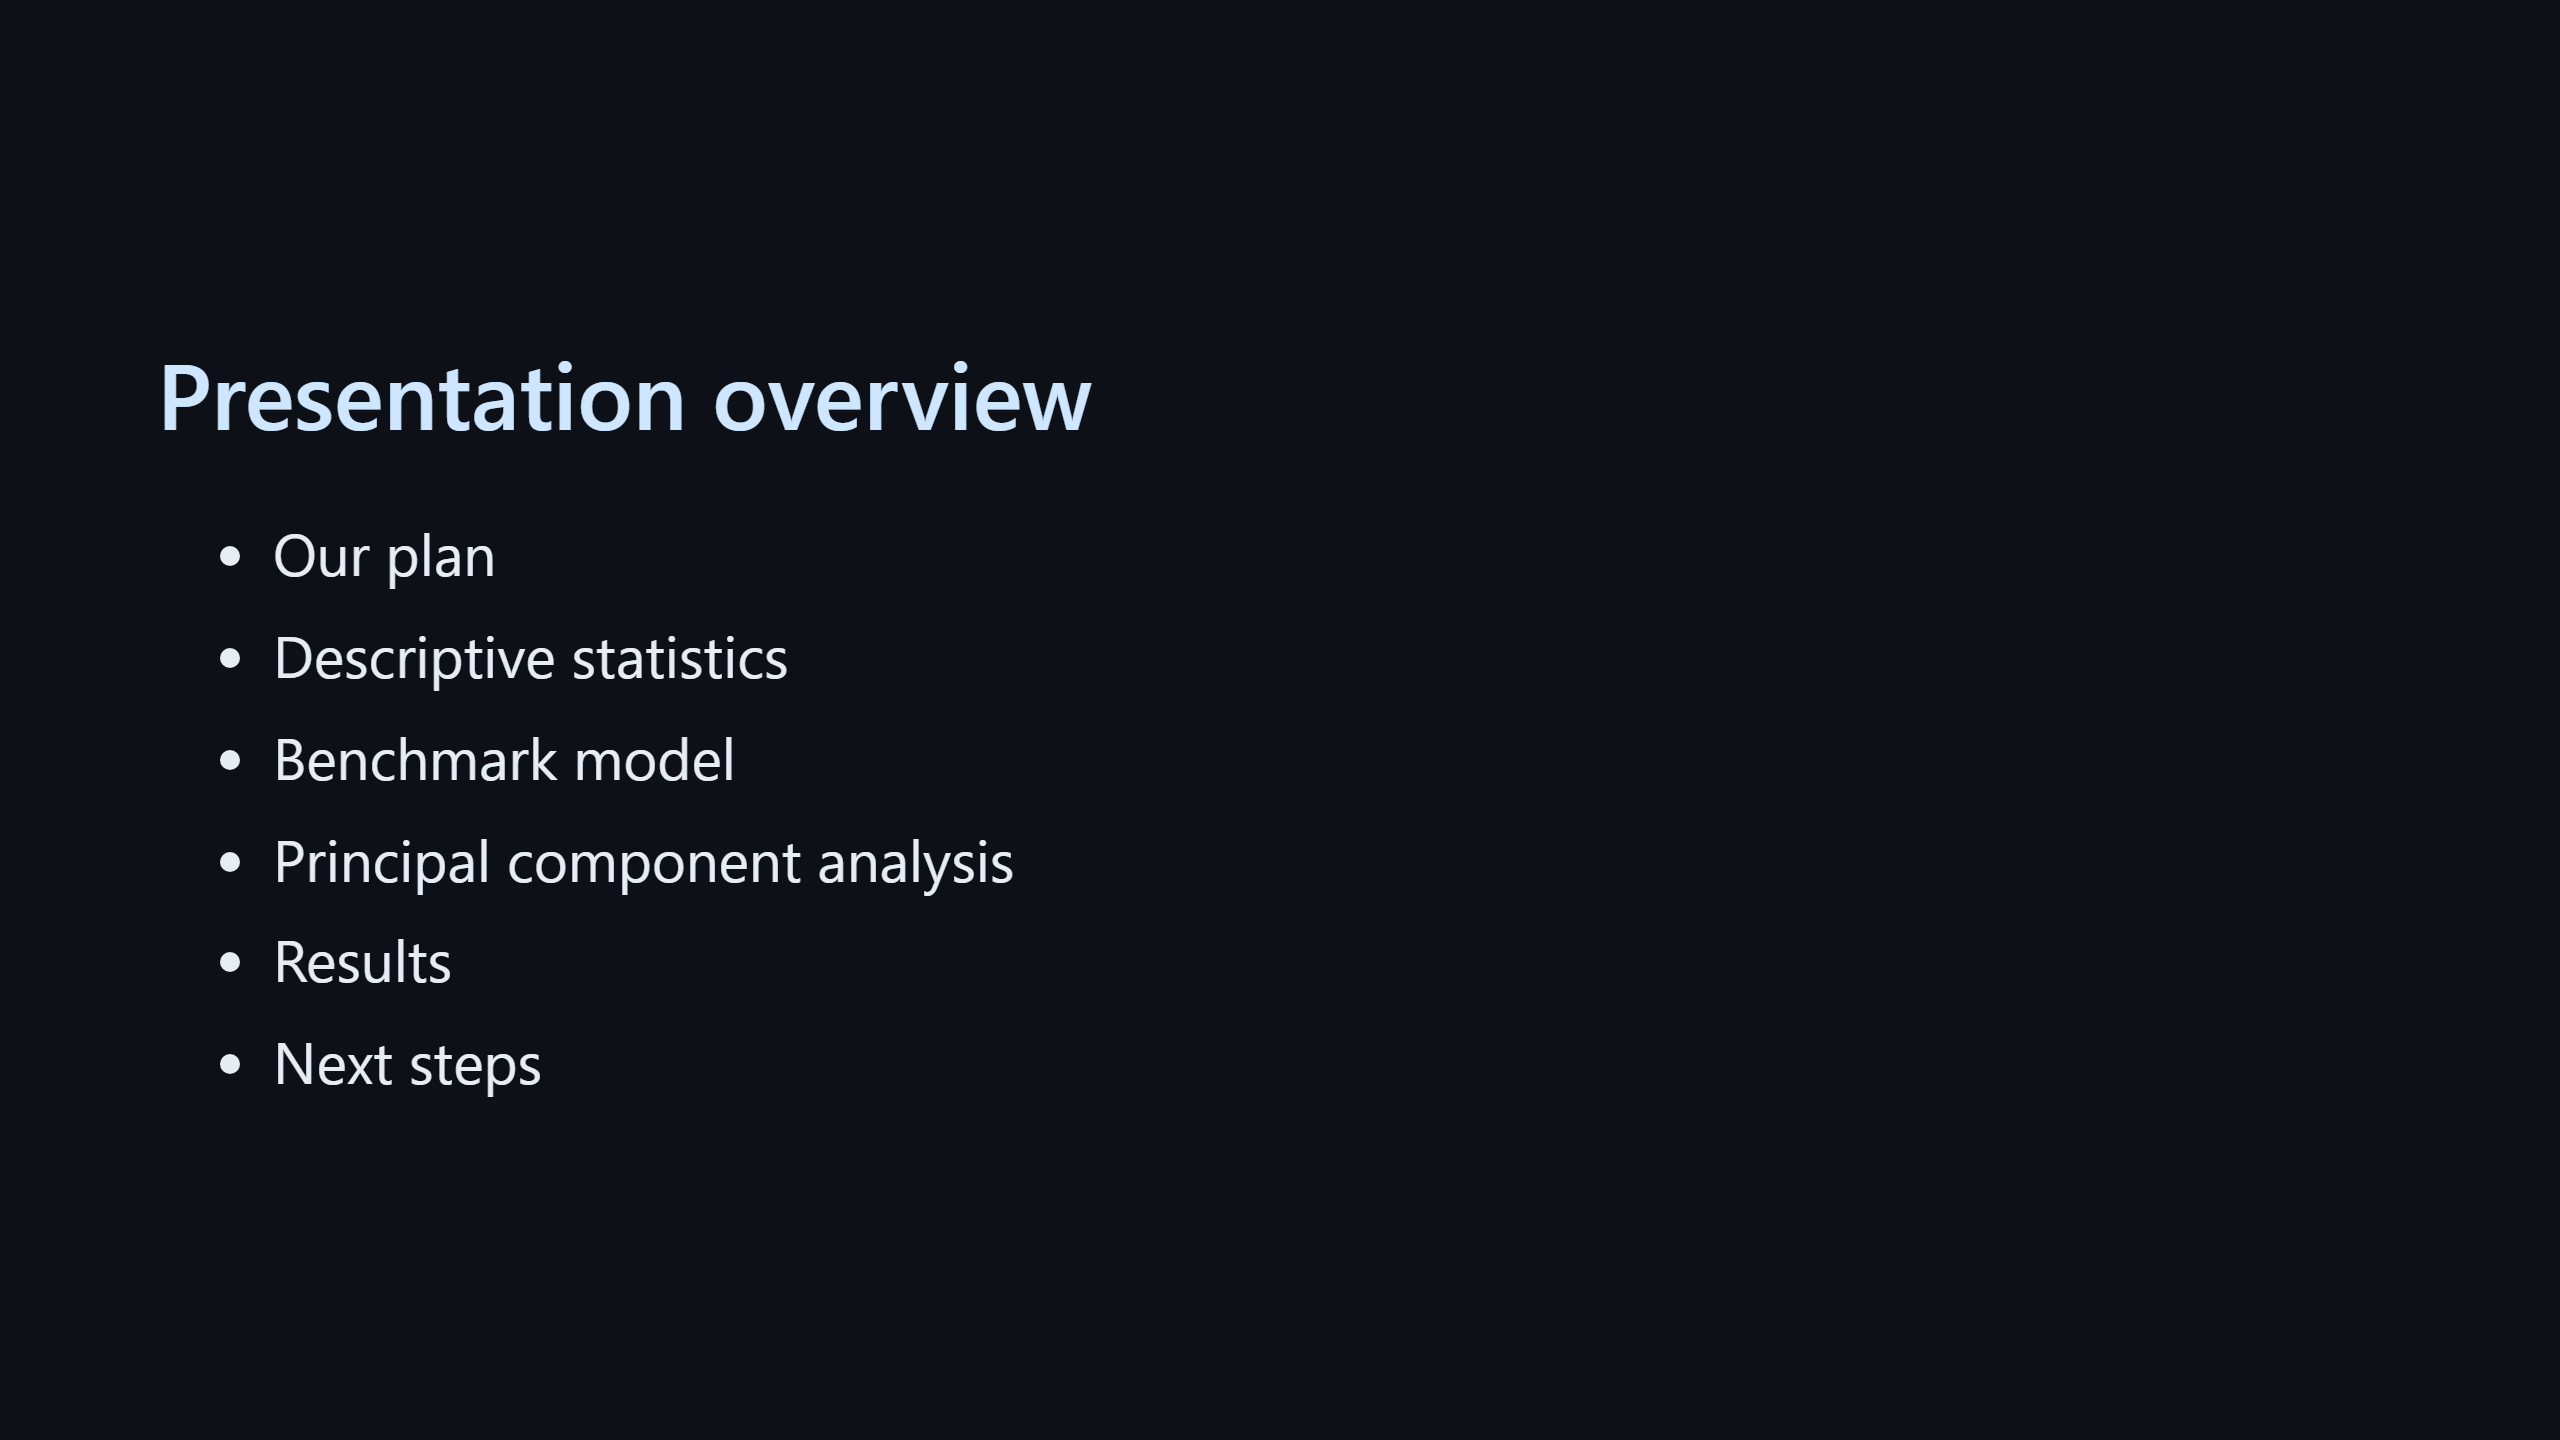 Presentation overview
• Our plan
• Descriptive statistics
• Benchmark model
• Principal component analysis
• Results
• Next steps